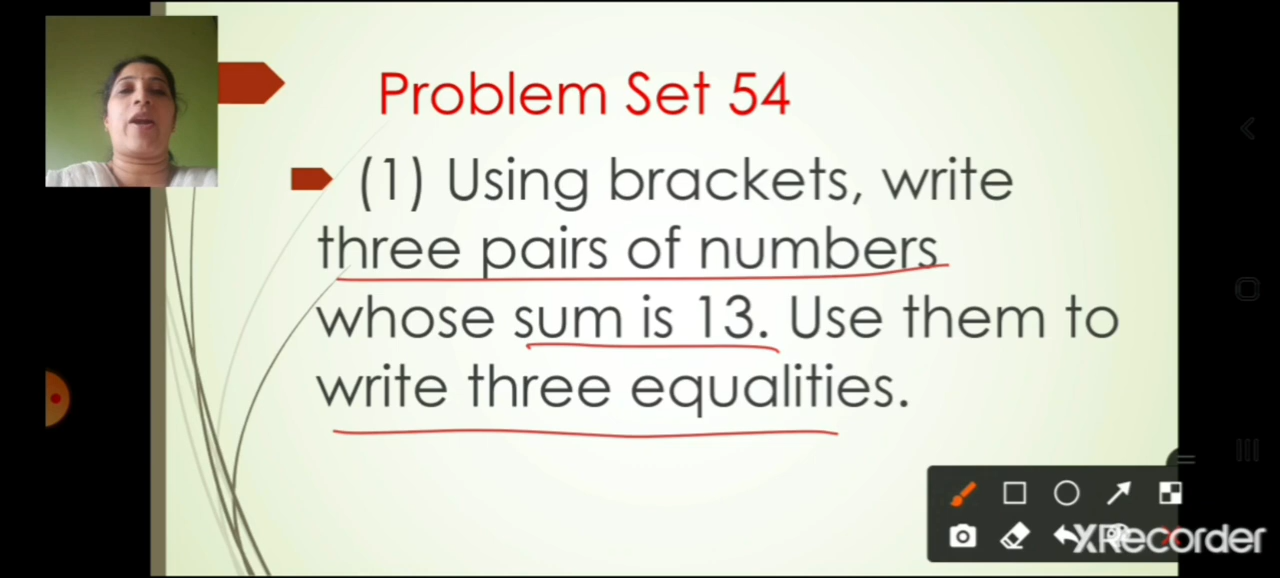 Problem Set 54
(1) Using brackets, write
three pairs of numbers
whose sum is 13. Use them to
write three equalities.
XRecorder